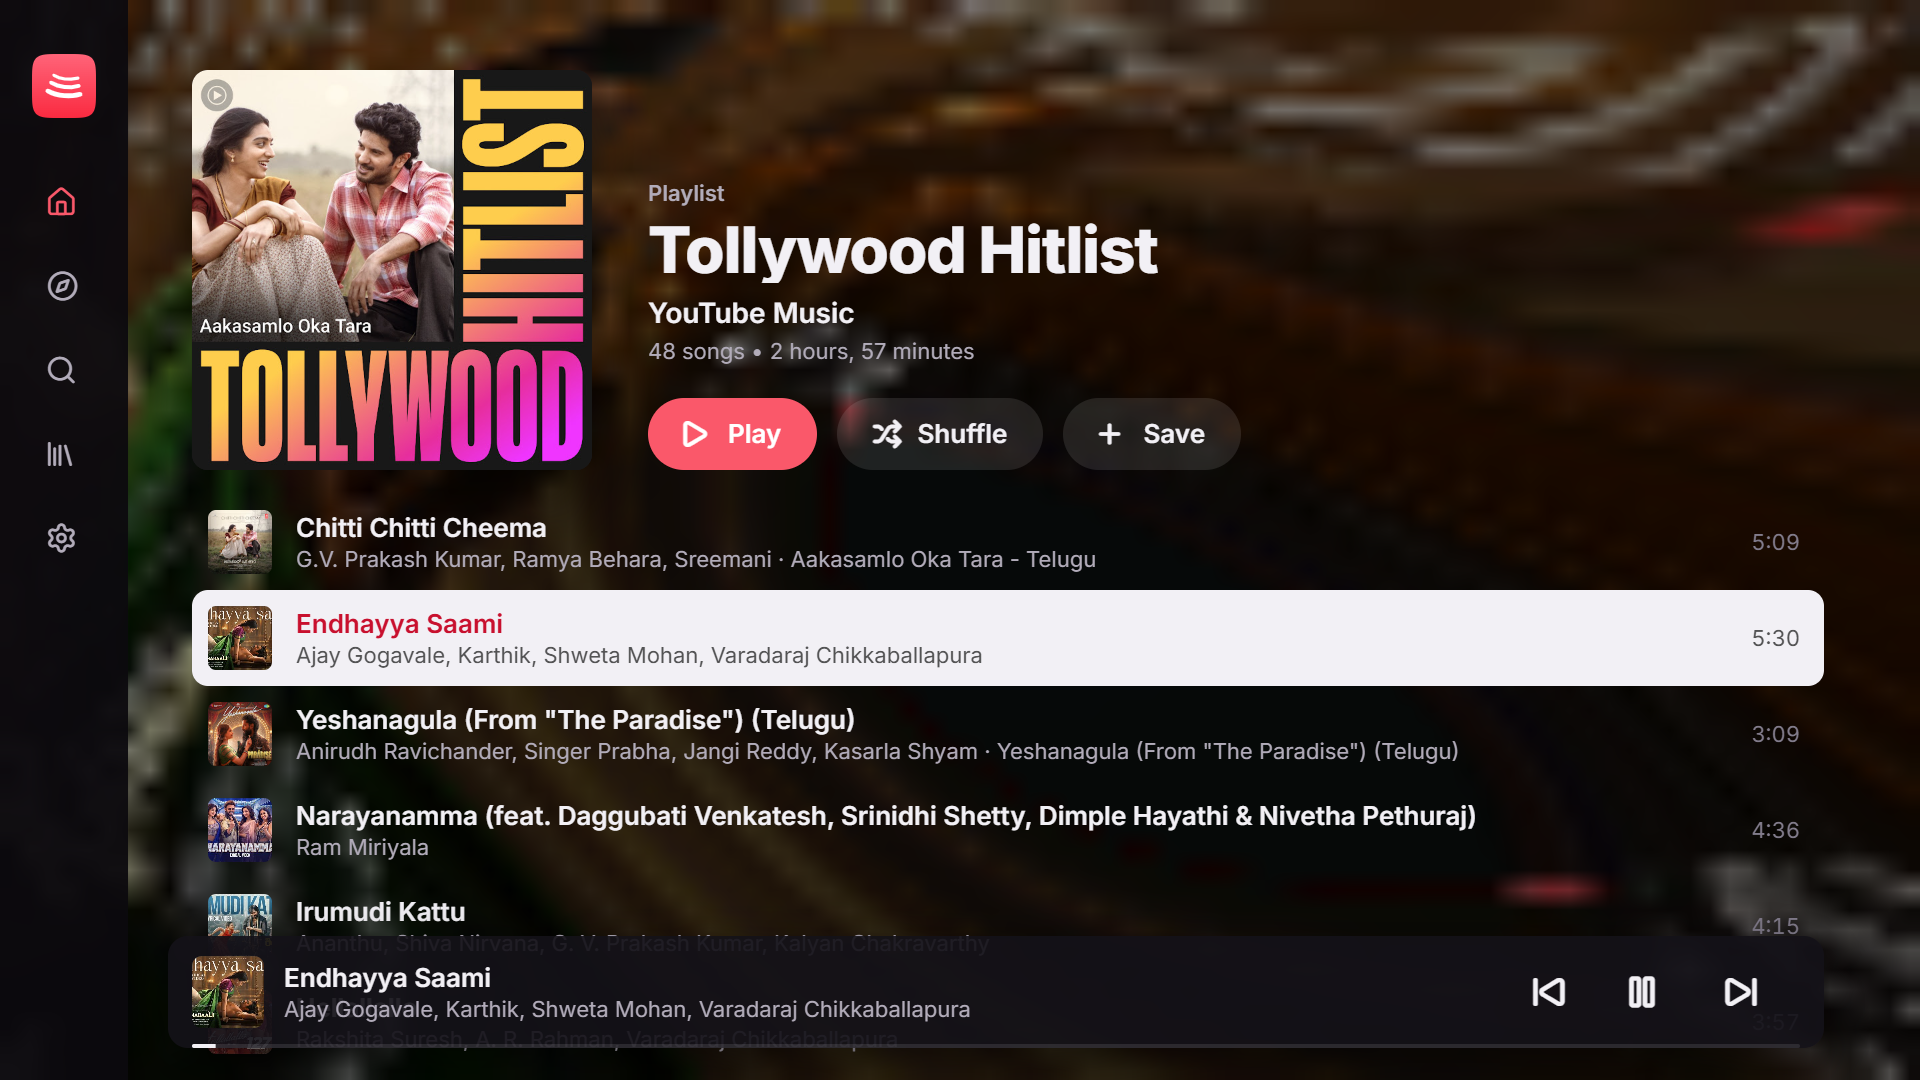 Aakasamlo Oka Tara
HITLIST
TOLLYWOOD
Playlist
Tollywood Hitlist
YouTube Music
48 songs • 2 hours, 57 minutes
Play
Shuffle
Save
Chitti Chitti Cheema
G.V. Prakash Kumar, Ramya Behara, Sreemani · Aakasamlo Oka Tara - Telugu
5:09
Endhayya Saami
Ajay Gogavale, Karthik, Shweta Mohan, Varadaraj Chikkaballapura
5:30
Yeshanagula (From "The Paradise") (Telugu)
Anirudh Ravichander, Singer Prabha, Jangi Reddy, Kasarla Shyam · Yeshanagula (From "The Paradise") (Telugu)
3:09
NARAYANAMMA
Narayanamma (feat. Daggubati Venkatesh, Srinidhi Shetty, Dimple Hayathi & Nivetha Pethuraj)
Ram Miriyala
4:36
Irumudi Kattu
Ananthu, Shiva Nirvana, G. V. Prakash Kumar, Kalyan Chakravarthy
4:15
Endhayya Saami
Ajay Gogavale, Karthik, Shweta Mohan, Varadaraj Chikkaballapura
Rakshita Suresh, A. R. Rahman, Varadaraj Chikkaballapura
3:57